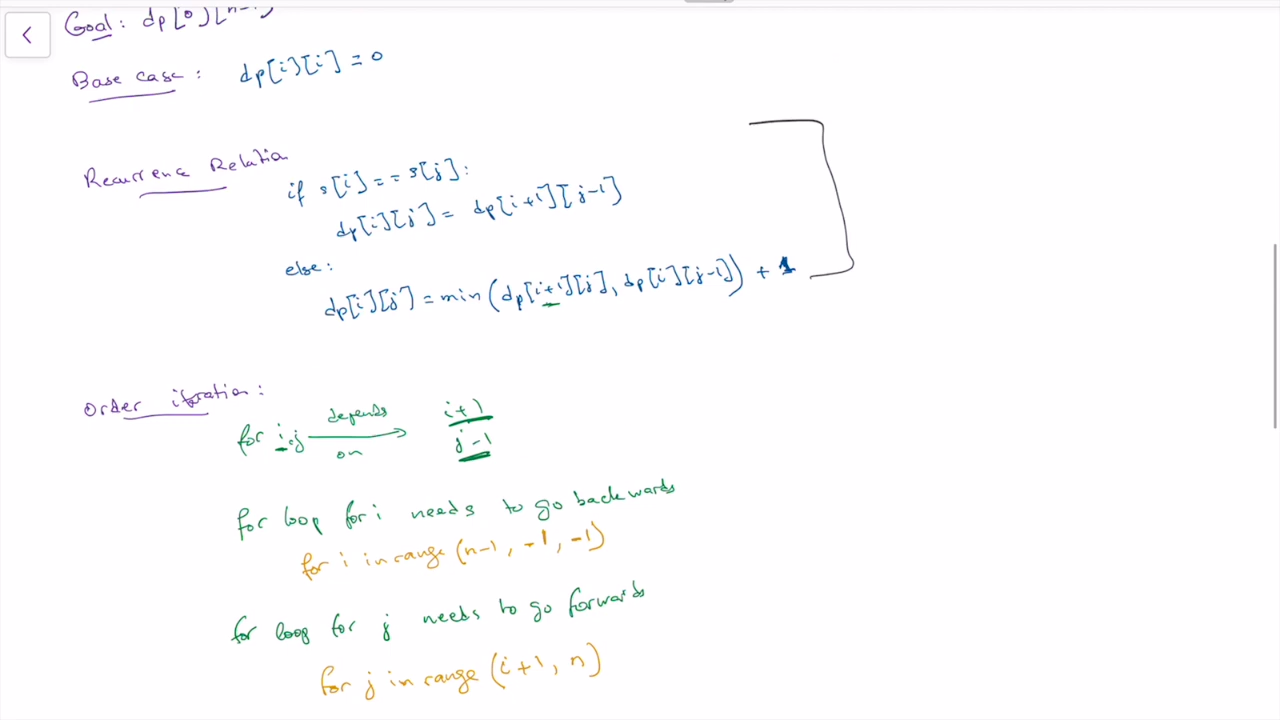 Goal: dp[0][n-1]
Base case: dp[i][i] = 0
Recurrence Relation
if s[i] == s[j]:
dp[i][j] = dp[i+1][j-1]
else:
dp[i][j] = min(dp[i+1][j], dp[i][j-1]) + 1
Order iteration:
for i,j depends on i+1
j-1
for loop for i needs to go backwards
for i in range (n-1, -1, -1)
for loop for j needs to go forwards
for j in range (i+1, n)